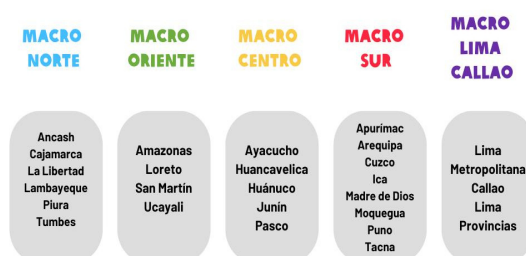 MACRO
NORTE
Ancash
Cajamarca
La Libertad
Lambayeque
Piura
Tumbes
MACRO
ORIENTE
Amazonas
Loreto
San Martín
Ucayali
MACRO
CENTRO
Ayacucho
Huancavelica
Huánuco
Junín
Pasco
MACRO
SUR
Apurímac
Arequipa
Cuzco
Ica
Madre de Dios
Moquegua
Puno
Tacna
MACRO
LIMA
CALLAO
Lima
Metropolitana
Callao
Lima
Provincias